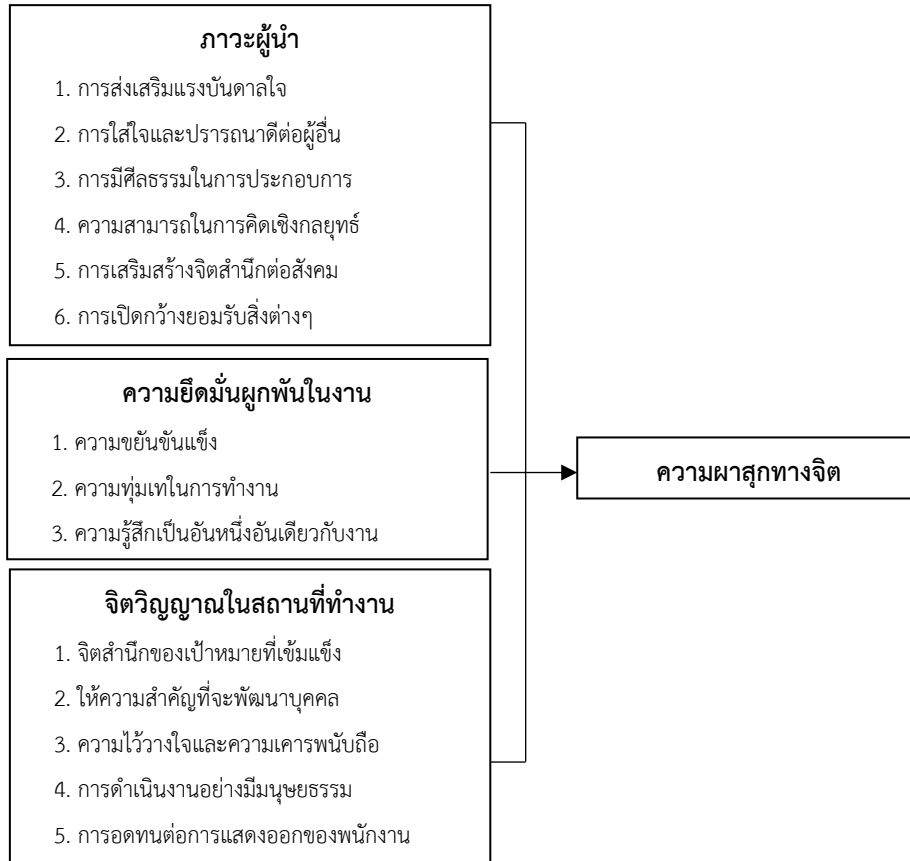 ภาวะผู้นำ
1. การส่งเสริมแรงบันดาลใจ
2. การใส่ใจและปรารถนาดีต่อผู้อื่น
3. การมีศีลธรรมในการประกอบการ
4. ความสามารถในการคิดเชิงกลยุทธ์
5. การเสริมสร้างจิตสำนึกต่อสังคม
6. การเปิดกว้างยอมรับสิ่งต่างๆ
ความยึดมั่นผูกพันในงาน
1. ความขยันขันแข็ง
2. ความทุ่มเทในการทำงาน
3. ความรู้สึกเป็นอันหนึ่งอันเดียวกับงาน
ความผาสุกทางจิต
จิตวิญญาณในสถานที่ทำงาน
1. จิตสำนึกของเป้าหมายที่เข้มแข็ง
2. ให้ความสำคัญที่จะพัฒนาบุคคล
3. ความไว้วางใจและความเคารพนับถือ
4. การดำเนินงานอย่างมีมนุษยธรรม
5. การอดทนต่อการแสดงออกของพนักงาน